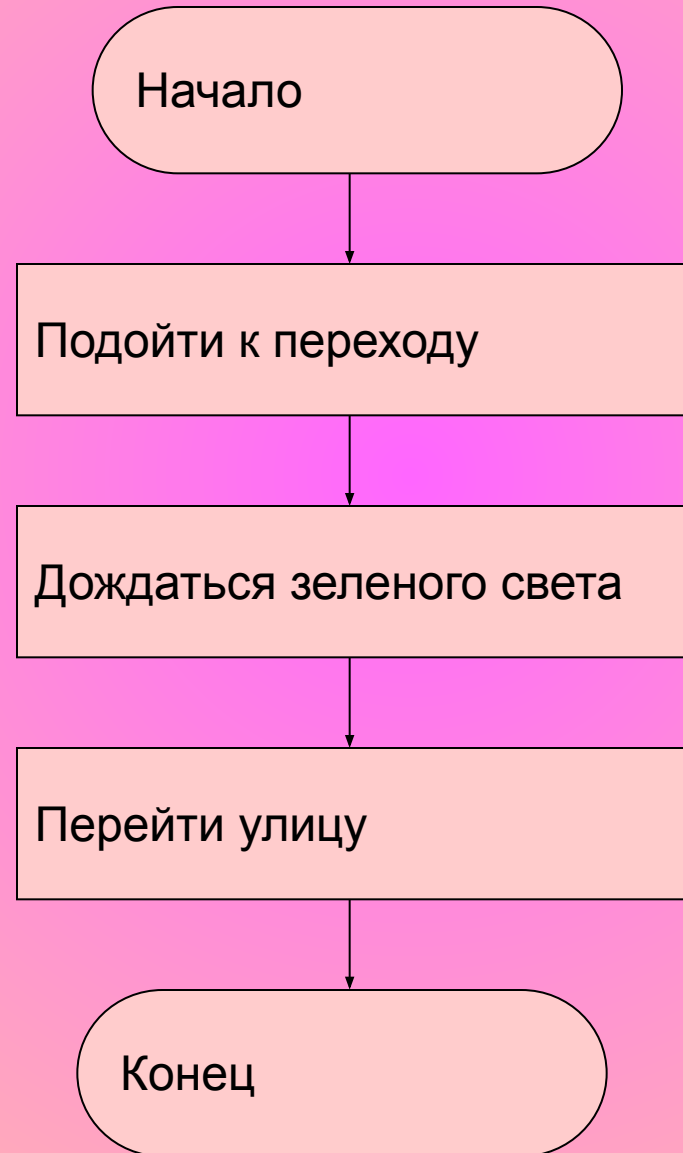 Начало
Подойти к переходу
Дождаться зеленого света
Перейти улицу
Конец